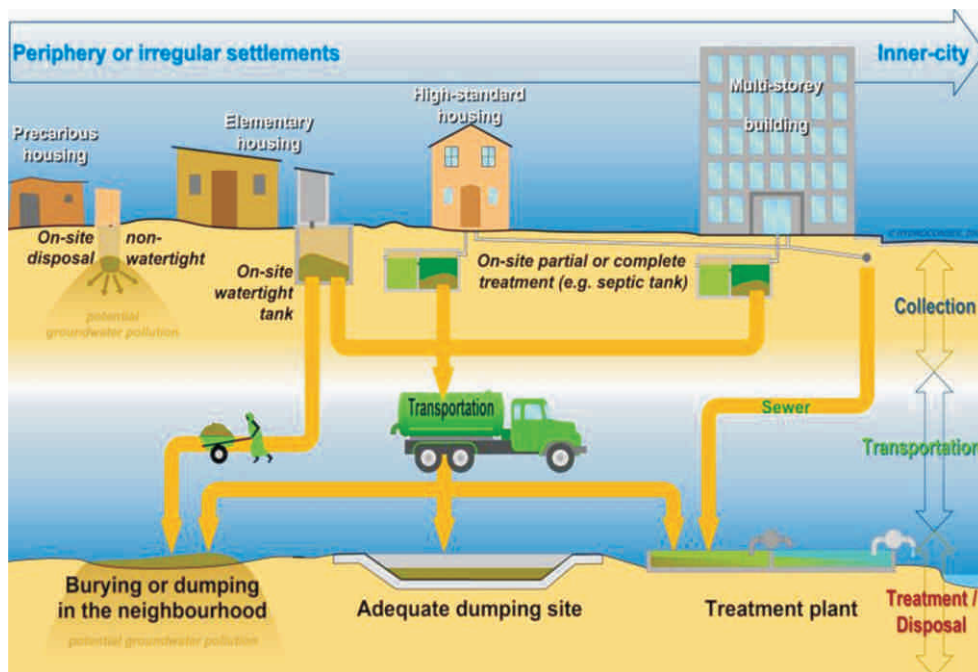 Periphery or irregular settlements
Inner-city
Precarious
housing
Elementary
housing
High-standard
housing
Multi-storey
building
On-site
disposal
non-
watertight
potential
groundwater pollution
On-site
watertight
tank
On-site partial or complete
treatment (e.g. septic tank)
Collection
Transportation
Sewer
Transportation
Burying or dumping
in the neighbourhood
potential groundwater pollution
Adequate dumping site
Treatment plant
Treatment /
Disposal